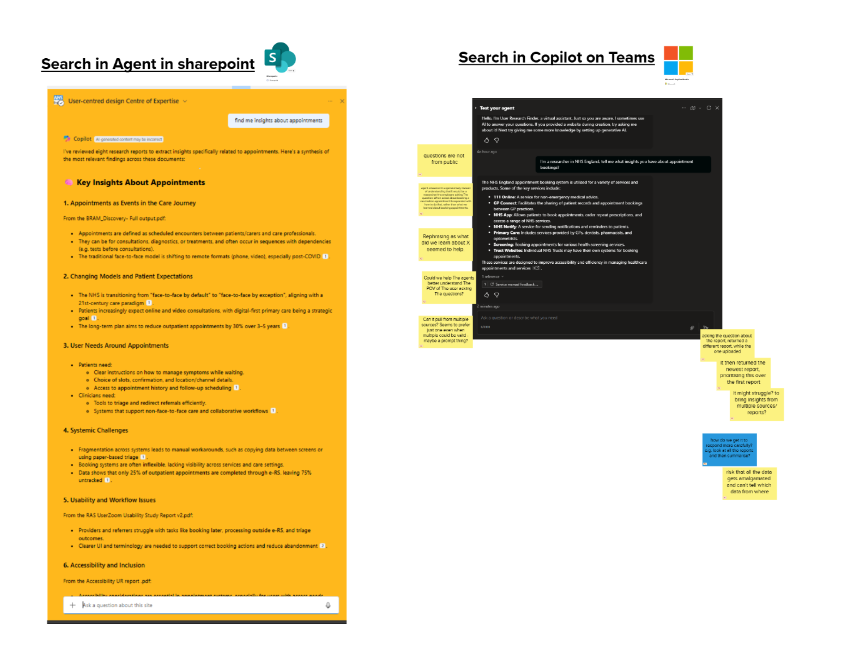 Search in Agent in sharepoint
S
User-centred design Centre of Expertise
find me insights about appointments
Copilot AI-generated content may be incorrect
I've reviewed eight research reports to extract insights specifically related to appointments. Here's a synthesis of
the most relevant findings across these documents:
Key Insights About Appointments
1. Appointments as Events in the Care Journey
From the BRAM_Discovery- Full output.pdf:
Appointments are defined as scheduled encounters between patients/carers and care professionals.
They can be for consultations, diagnostics, or treatments, and often occur in sequences with dependencies
(e.g. tests before consultations).
The traditional face-to-face model is shifting to remote formats (phone, video), especially post-COVID
2. Changing Models and Patient Expectations
The NHS is transitioning from "face-to-face by default" to "face-to-face by exception", aligning with a
21st-century care paradigm
Patients increasingly expect online and video consultations, with digital-first primary care being a strategic
goal
The long-term plan aims to reduce outpatient appointments by 30% over 3–5 years
3. User Needs Around Appointments
Patients need:
Clear instructions on how to manage symptoms while waiting.
Choice of slots, confirmation, and location/channel details.
Access to appointment history and follow-up scheduling
Clinicians need:
Tools to triage and redirect referrals efficiently.
Systems that support non-face-to-face care and collaborative workflows
4. Systemic Challenges
Fragmentation across systems leads to manual workarounds, such as copying data between screens or
using paper-based triage
Booking systems are often inflexible, lacking visibility across services and care settings.
Data shows that only 25% of outpatient appointments are completed through e-RS, leaving 75%
untracked
5. Usability and Workflow Issues
From the RAS UserZoom Usability Study Report v2.pdf:
Providers and referrers struggle with tasks like booking later, processing outside e-RS, and triage
outcomes.
Clearer UI and terminology are needed to support correct booking actions and reduce abandonment
6. Accessibility and Inclusion
From the Accessibility UR report .pdf:
Accessibility considerations are essential in appointment systems, especially for users with access needs
Ask a question about this site
Search in Copilot on Teams
Test your agent
Hello, I'm User Research Finder, a virtual assistant. Just so you are aware, I sometimes use
AI to answer your questions. If you provided a website during creation, try asking me
about it! Next try giving me some more knowledge by setting up generative AI.
I'm a researcher in NHS England, tell me what insights you have about appointment
bookings?
The NHS England appointment booking system is utilised for a variety of services and
products. Some of the key services include:
111 Online: A service for non-emergency medical advice.
GP Connect: Facilitates the sharing of patient records and appointment bookings
between GP practices.
NHS App: Allows patients to book appointments, order repeat prescriptions, and
access a range of NHS services.
NHS Notify: A service for sending notifications and reminders to patients.
Primary Care: Includes services provided by GPs, dentists, pharmacists, and
optometrists.
Screening: Booking appointments for various health screening services.
Trust Websites: Individual NHS Trusts may have their own systems for booking
appointments.
These services are designed to improve accessibility and efficiency in managing healthcare
appointments and services
Ask a question or describe what you need
questions are not
from public
Rephrasing as what
did we learn about X
seemed to help
Could we help The agents
better understand The
POV of The user asking
The questions?
Can it pull from multiple
sources? Seems to prefer
just one even when
multiple could be valid
maybe a prompt thing?
asking the question about
the report, returned a
different report, while the
one uploaded
it then returned the
newest report,
prioritising this over
the first report
It might struggle? to
bring insights from
multiple sources/
reports?
risk that all the data
gets amalgamated
and can't tell which
data from where